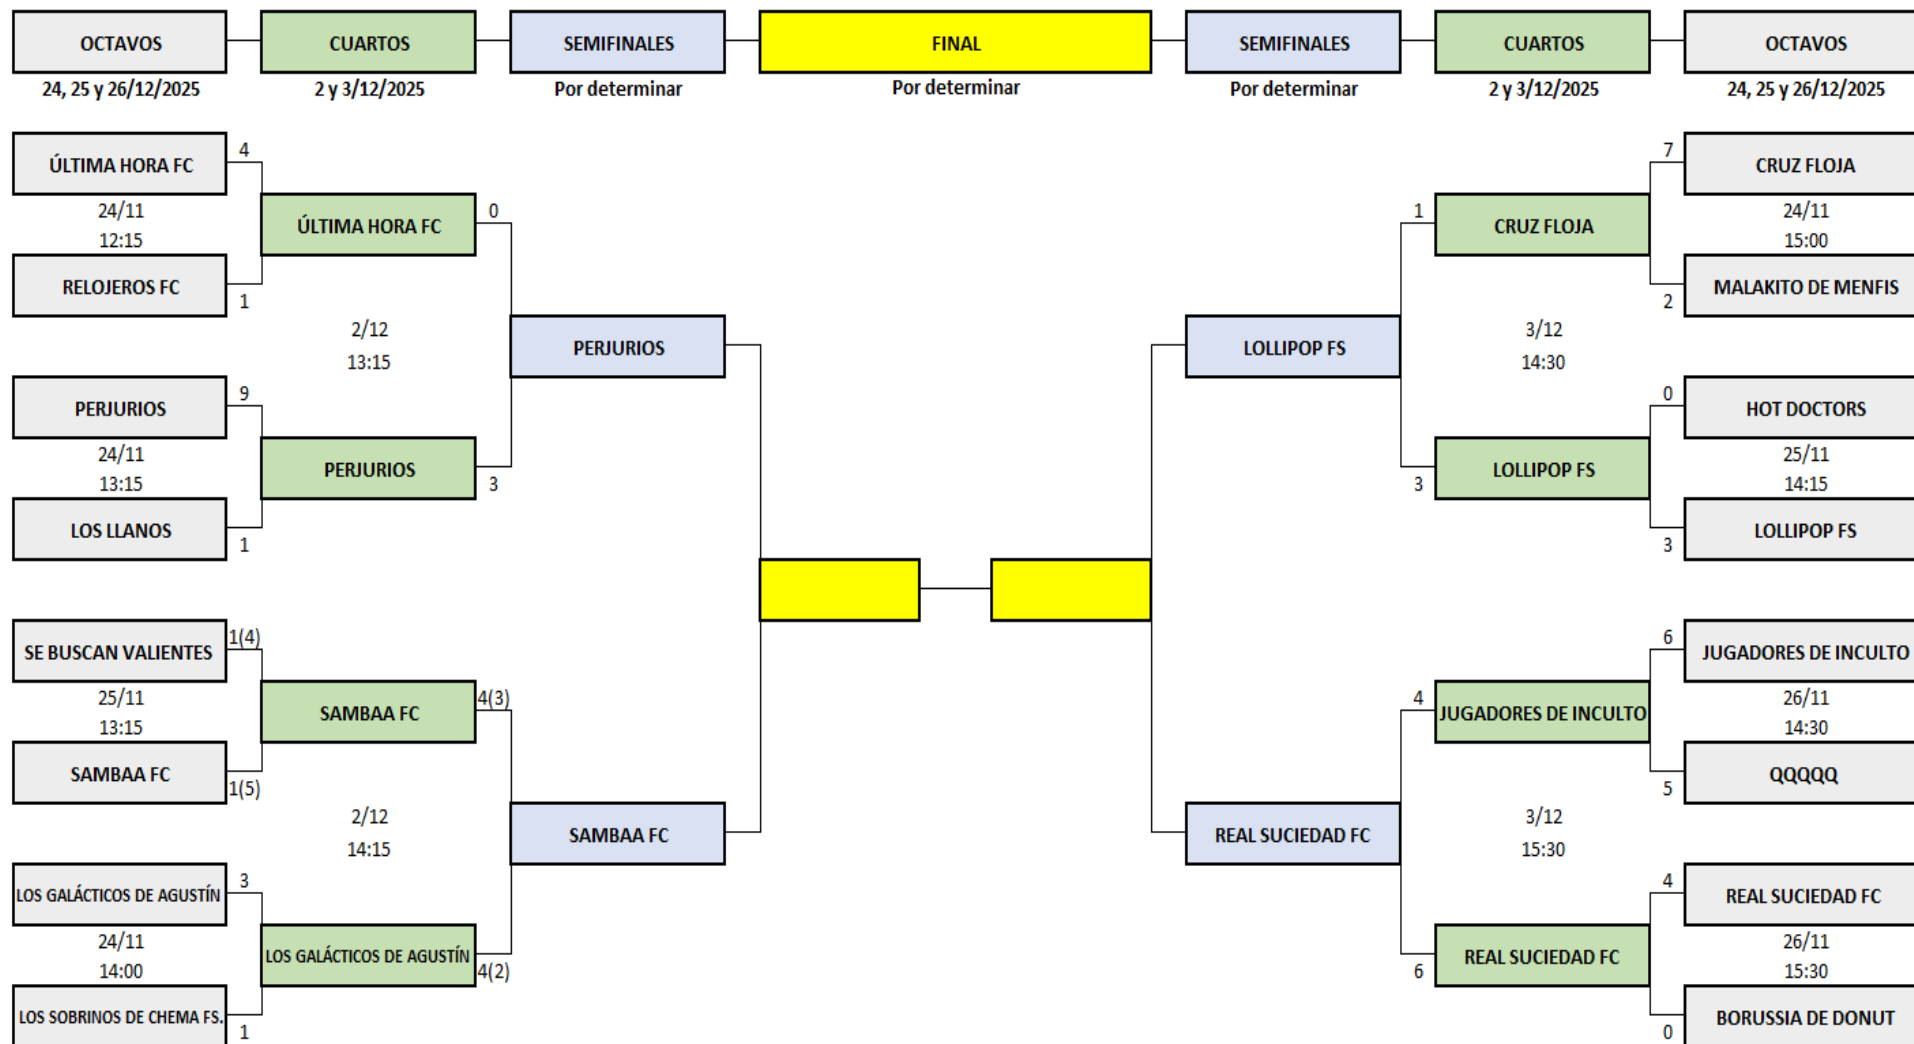 OCTAVOS
CUARTOS
SEMIFINALES
FINAL
SEMIFINALES
CUARTOS
OCTAVOS
24, 25 y 26/12/2025
2 y 3/12/2025
Por determinar
Por determinar
Por determinar
2 y 3/12/2025
24, 25 y 26/12/2025
ÚLTIMA HORA FC
4
24/11
12:15
RELOJEROS FC
1
PERJURIOS
9
24/11
13:15
LOS LLANOS
1
SE BUSCAN VALIENTES
1(4)
25/11
13:15
SAMBAA FC
1(5)
LOS GALÁCTICOS DE AGUSTÍN
3
24/11
14:00
LOS SOBRINOS DE CHEMA FS.
1
ÚLTIMA HORA FC
0
2/12
13:15
PERJURIOS
3
SAMBAA FC
4(3)
2/12
14:15
LOS GALÁCTICOS DE AGUSTÍN
4(2)
PERJURIOS
SAMBAA FC
LOLLIPOP FS
REAL SUCIEDAD FC
1
CRUZ FLOJA
3/12
14:30
3
LOLLIPOP FS
4
JUGADORES DE INCULTO
3/12
15:30
6
REAL SUCIEDAD FC
7
CRUZ FLOJA
24/11
15:00
2
MALAKITO DE MENFIS
0
HOT DOCTORS
25/11
14:15
3
LOLLIPOP FS
6
JUGADORES DE INCULTO
26/11
14:30
5
QQQQQ
4
REAL SUCIEDAD FC
26/11
15:30
0
BORUSSIA DE DONUT